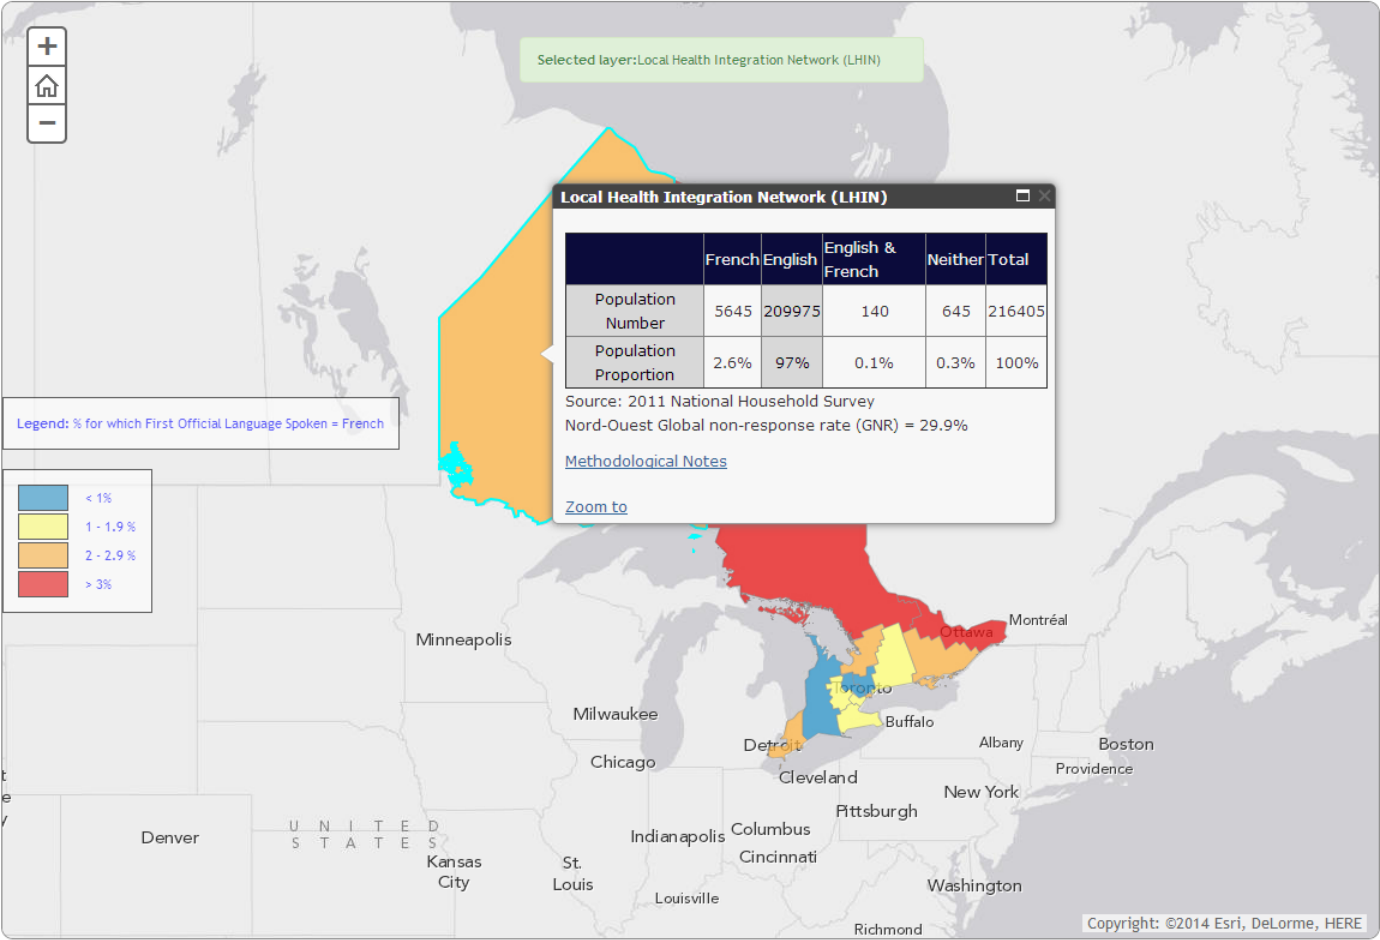 +
−
Selected layer:Local Health Integration Network (LHIN)
Local Health Integration Network (LHIN)
French English English & French Neither Total
Population Number 5645 209975 140 645 216405
Population Proportion 2.6% 97% 0.1% 0.3% 100%
Source: 2011 National Household Survey
Nord-Ouest Global non-response rate (GNR) = 29.9%
Methodological Notes
Zoom to
Legend: % for which First Official Language Spoken = French
< 1%
1 - 1.9 %
2 - 2.9 %
> 3%
Montréal
Ottawa
Minneapolis
Toronto
Milwaukee
Buffalo
Detroit
Albany
Boston
Chicago
Providence
Cleveland
New York
Pittsburgh
UNITED
STATES
Denver
Indianapolis
Columbus
Cincinnati
Kansas
City
St.
Louis
Louisville
Washington
Richmond
Copyright: ©2014 Esri, DeLorme, HERE